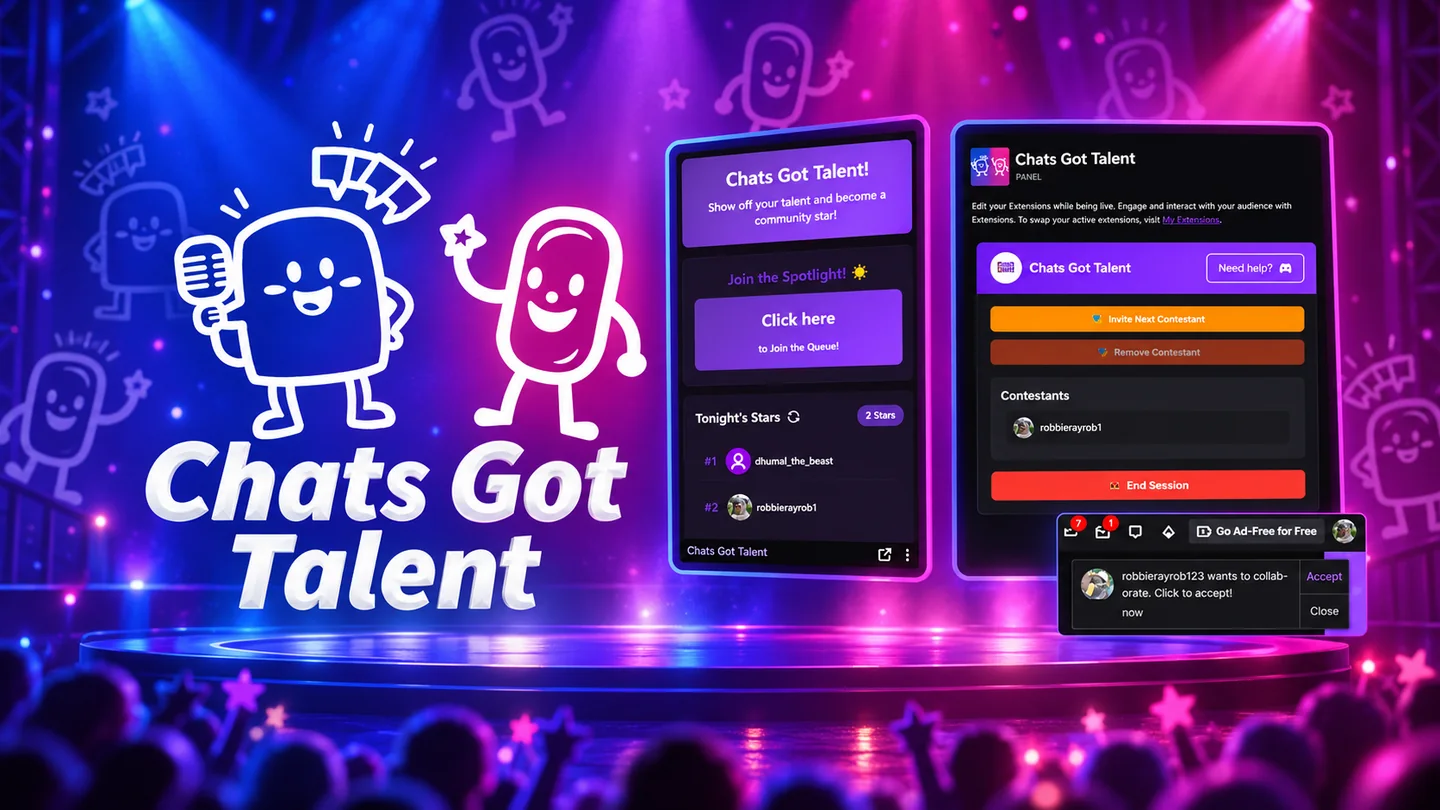 Chats Got
Talent
Chats Got Talent!
Show off your talent and become a
community star!
Join the Spotlight!
Click here
to Join the Queue!
Tonight's Stars
2 Stars
#1 dhumal_the_beast
#2 robbierayrob1
Chats Got Talent
Chats Got Talent
PANEL
Edit your Extensions while being live. Engage and interact with your audience with
Extensions. To swap your active extensions, visit My Extensions.
Chats Got Talent
Need help?
Invite Next Contestant
Remove Contestant
Contestants
robbierayrob1
End Session
7
1
Go Ad-Free for Free
robbierayrob123 wants to collab-
orate. Click to accept!
now
Accept
Close